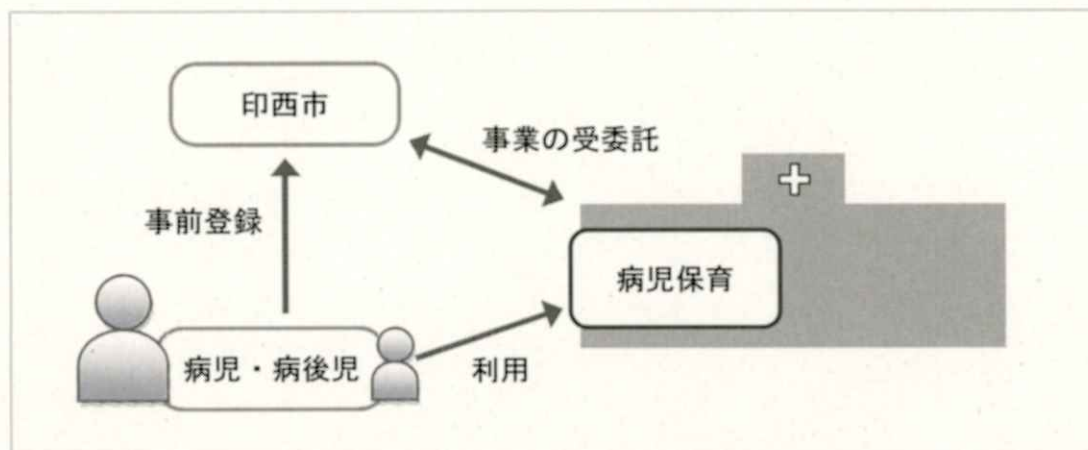 印西市
事業の受委託
事前登録
病児保育
病児・病後児
利用